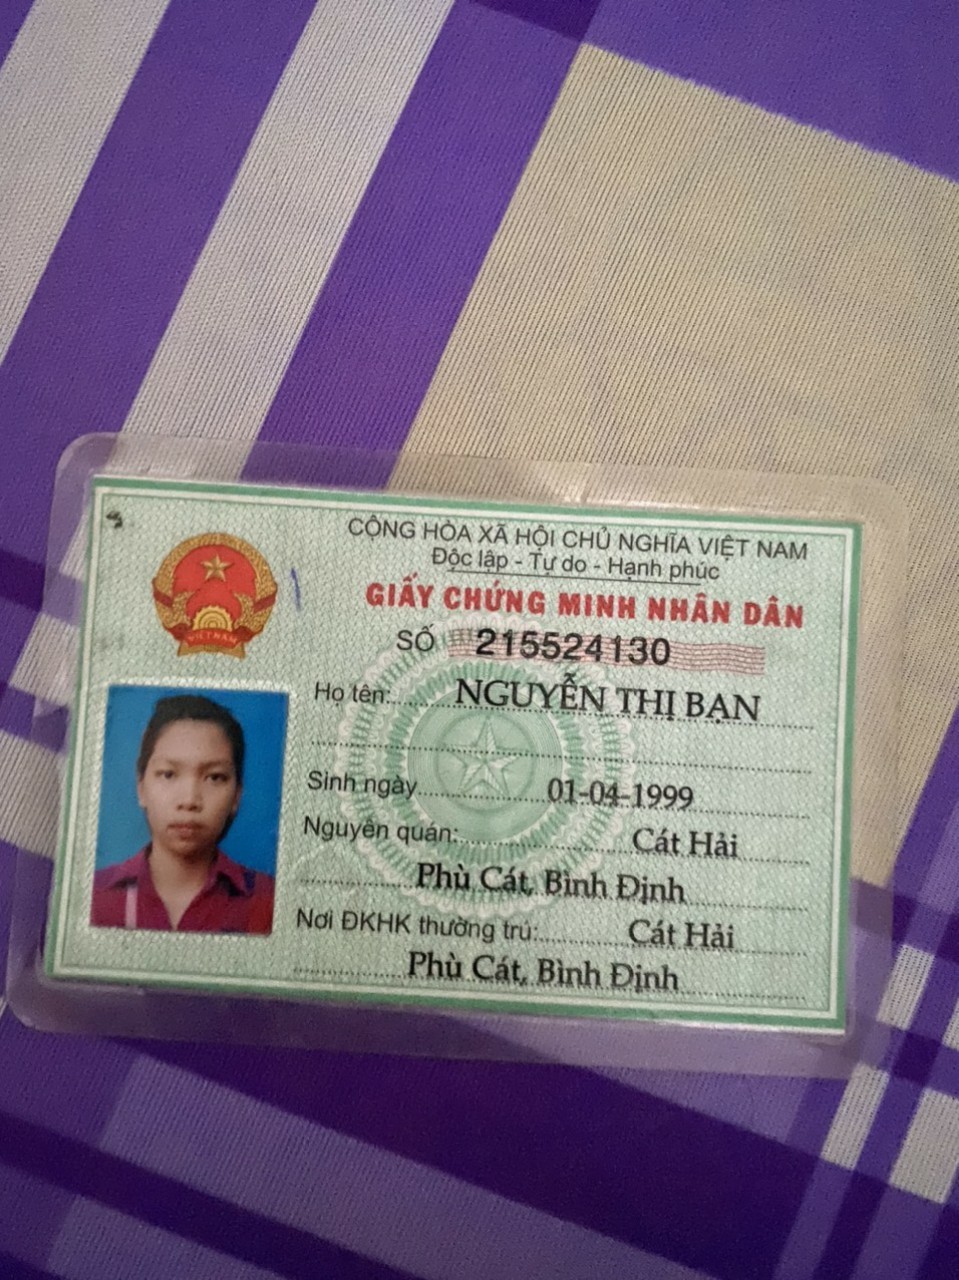 CỘNG HÒA XÃ HỘI CHỦ NGHĨA VIỆT NAM
Độc lập - Tự do - Hạnh phúc
GIẤY CHỨNG MINH NHÂN DÂN
SỐ 215524130
Họ tên: NGUYỄN THỊ BẠN
Sinh ngày 01-04-1999
Nguyên quán: Cát Hải
Phù Cát, Bình Định
Nơi ĐKHK thường trú: Cát Hải
Phù Cát, Bình Định
VIỆT NAM